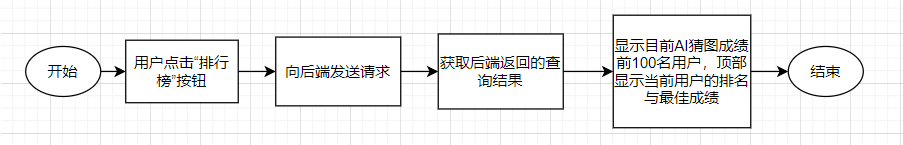 开始
用户点击“排行
榜”按钮
向后端发送请求
获取后端返回的查
询结果
显示目前AI猜图成绩
前100名用户，顶部
显示当前用户的排名
与最佳成绩
结束